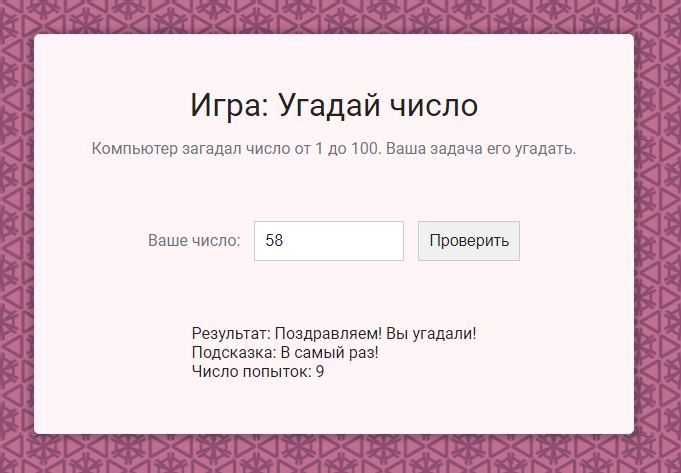 Игра: Угадай число
Компьютер загадал число от 1 до 100. Ваша задача его угадать.
Ваше число: 58 Проверить
Результат: Поздравляем! Вы угадали!
Подсказка: В самый раз!
Число попыток: 9